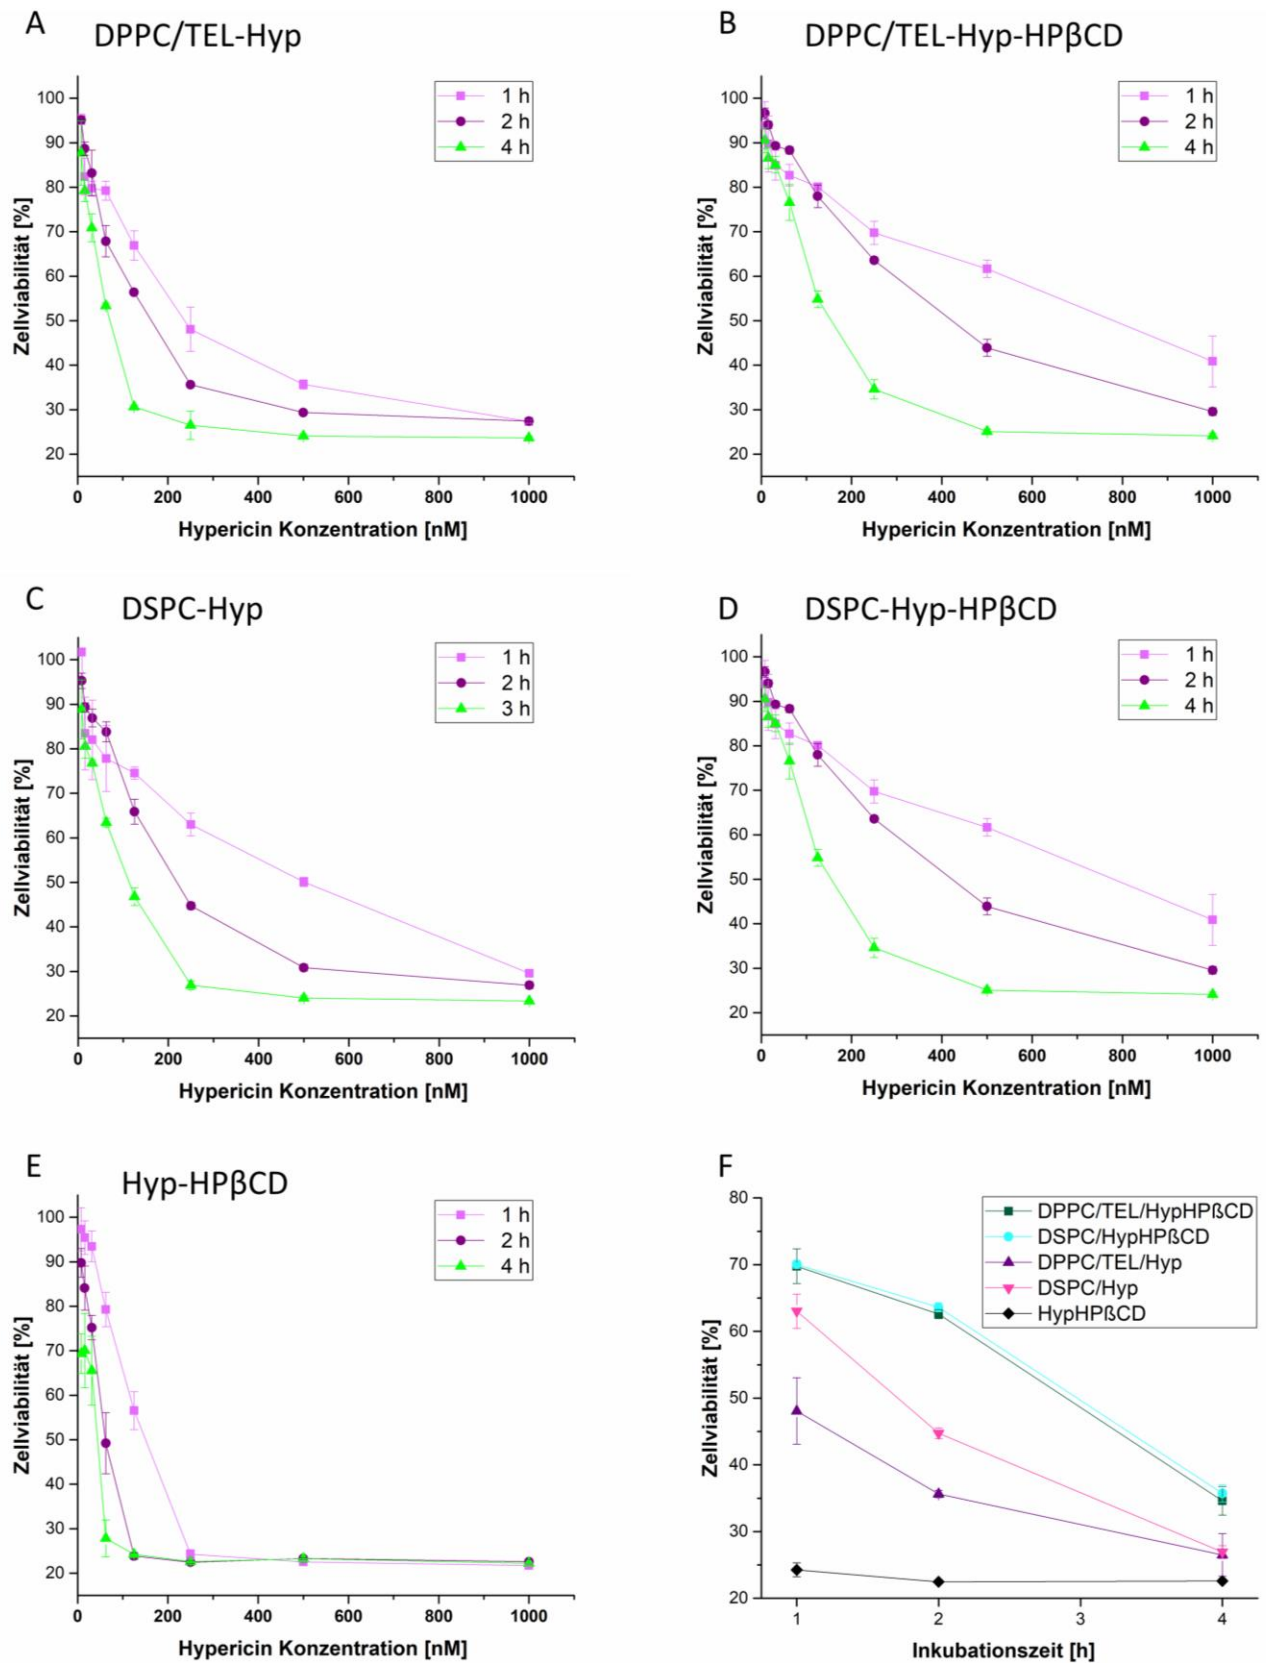 A
DPPC/TEL-Hyp
1 h
2 h
4 h
100
90
80
70
60
50
40
30
20
Zellviabilität [%]
0 200 400 600 800 1000
Hypericin Konzentration [nM]
B
DPPC/TEL-Hyp-HPβCD
1 h
2 h
4 h
100
90
80
70
60
50
40
30
20
Zellviabilität [%]
0 200 400 600 800 1000
Hypericin Konzentration [nM]
C
DSPC-Hyp
1 h
2 h
3 h
100
90
80
70
60
50
40
30
20
Zellviabilität [%]
0 200 400 600 800 1000
Hypericin Konzentration [nM]
D
DSPC-Hyp-HPβCD
1 h
2 h
4 h
100
90
80
70
60
50
40
30
20
Zellviabilität [%]
0 200 400 600 800 1000
Hypericin Konzentration [nM]
E
Hyp-HPβCD
1 h
2 h
4 h
100
90
80
70
60
50
40
30
20
Zellviabilität [%]
0 200 400 600 800 1000
Hypericin Konzentration [nM]
F
DPPC/TEL/HypHPßCD
DSPC/HypHPßCD
DPPC/TEL/Hyp
DSPC/Hyp
HypHPßCD
80
70
60
50
40
30
20
Zellviabilität [%]
1 2 3 4
Inkubationszeit [h]